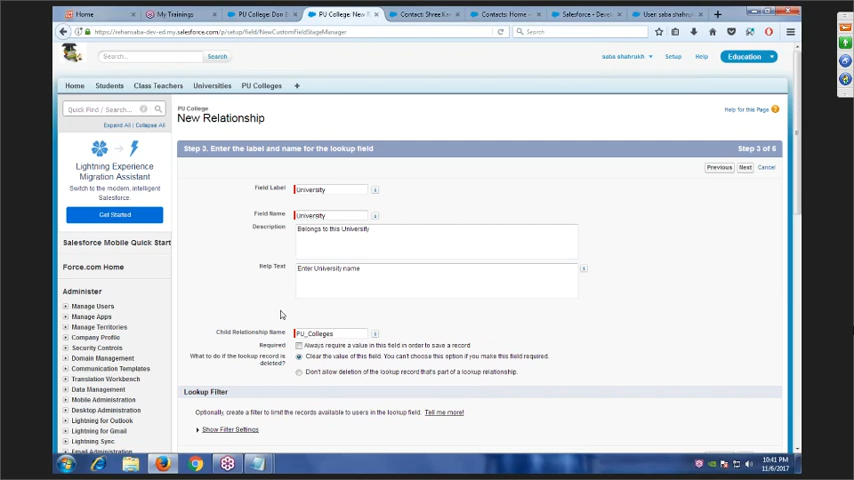 Home
My Trainings
PU College: Don B
PU College: New R
Contact: Shree Ka
Contacts: Home
Salesforce - Devel
User: saba shahruk
https://rehansaba-dev-ed.my.salesforce.com/p/setup/field/NewCustomFieldStageManager
Search
Search...
Search
saba shahrukh
Setup
Help
Education
Home
Students
Class Teachers
Universities
PU Colleges
+
Quick Find / Search...
Expand All | Collapse All
Lightning Experience
Migration Assistant
Switch to the modern, intelligent
Salesforce.
Get Started
Salesforce Mobile Quick Start
Force.com Home
Administer
Manage Users
Manage Apps
Manage Territories
Company Profile
Security Controls
Domain Management
Communication Templates
Translation Workbench
Data Management
Mobile Administration
Desktop Administration
Lightning for Outlook
Lightning for Gmail
Lightning Sync
Email Administration
PU College
New Relationship
Help for this Page
Step 3. Enter the label and name for the lookup field
Step 3 of 6
Previous
Next
Cancel
Field Label
University
Field Name
University
Description
Belongs to this University
Help Text
Enter University name
Child Relationship Name
PU_Colleges
Required
Always require a value in this field in order to save a record
What to do if the lookup record is
deleted?
Clear the value of this field. You can't choose this option if you make this field required.
Don't allow deletion of the lookup record that's part of a lookup relationship.
Lookup Filter
Optionally, create a filter to limit the records available to users in the lookup field. Tell me more!
Show Filter Settings
10:41 PM
11/6/2017